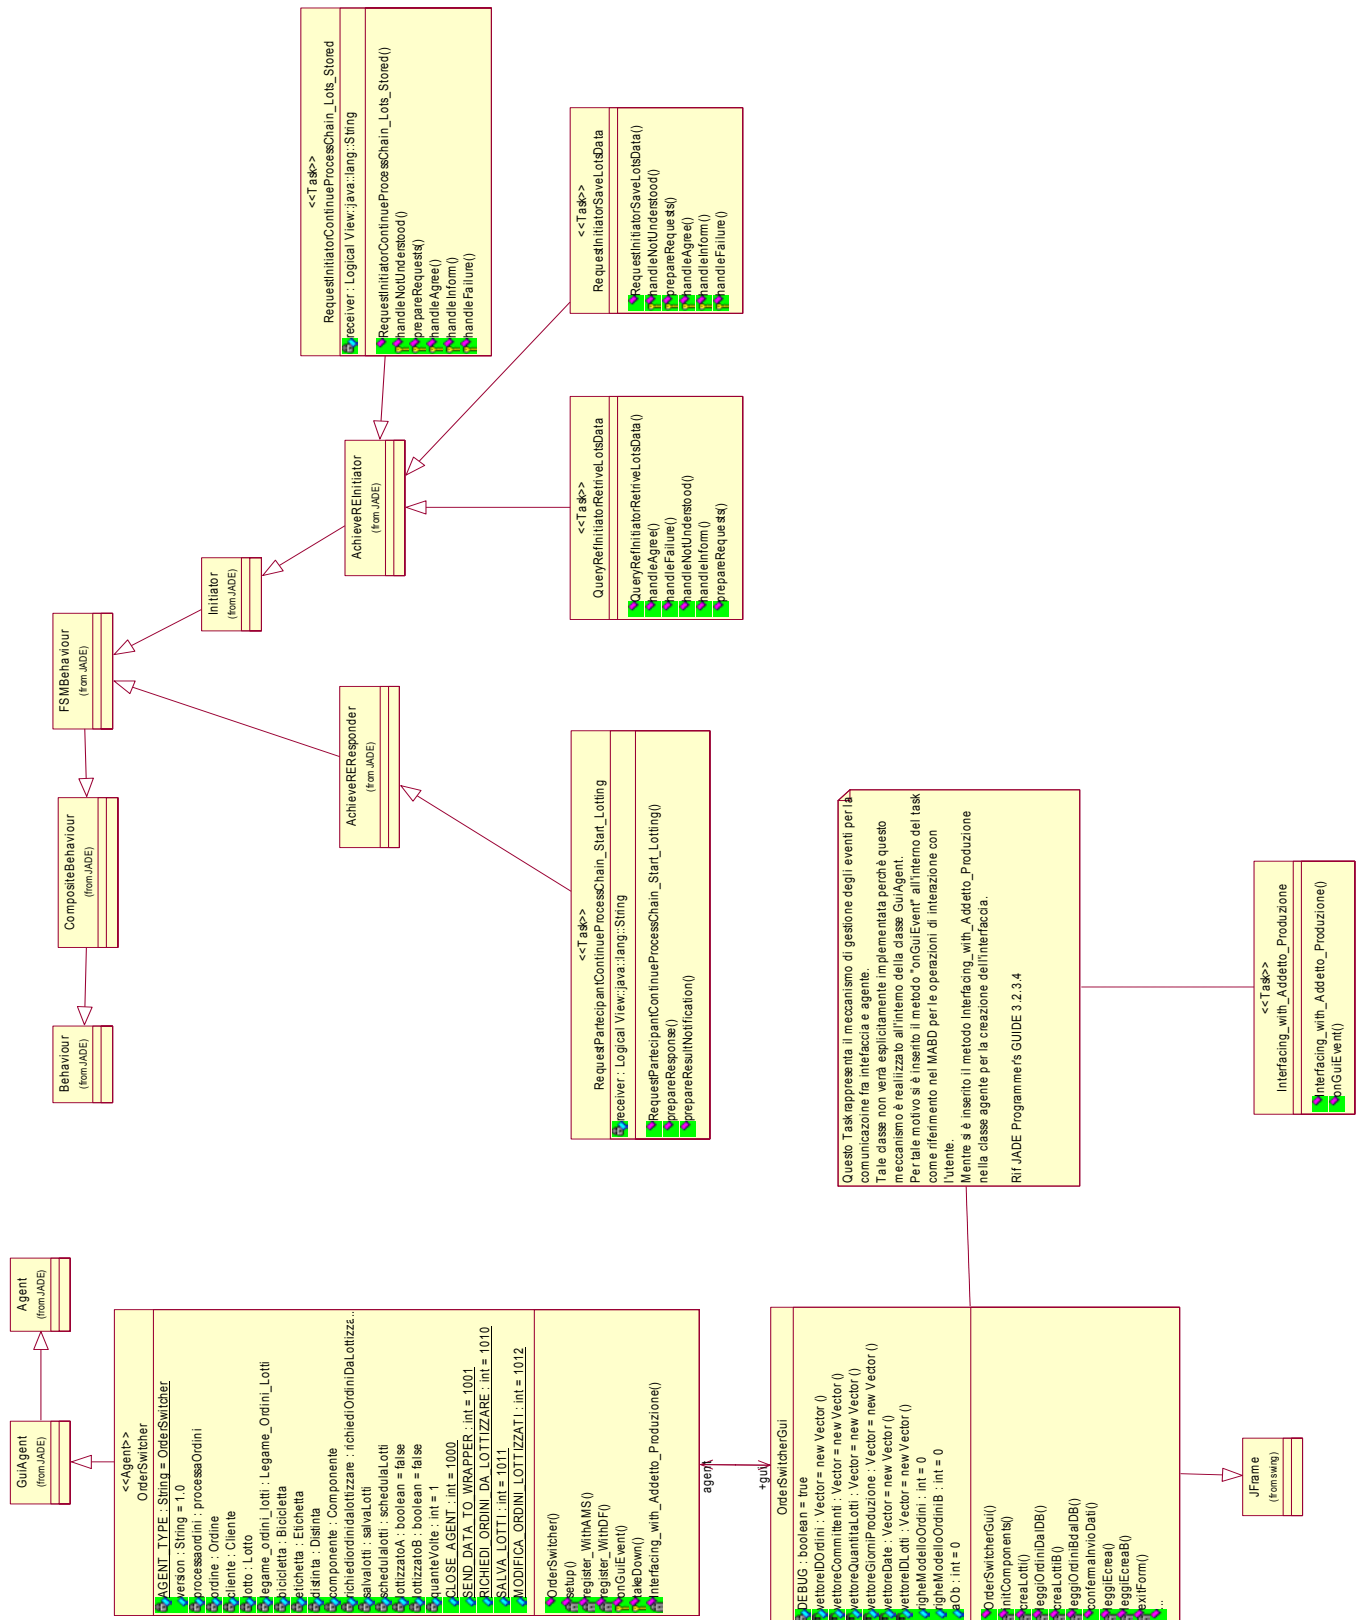 <<Task>>
RequestInitiatorContinueProcessChain_Lots_Stored
receiver : Logical View::java::lang::String
RequestInitiatorContinueProcessChain_Lots_Stored()
handleNotUnderstood()
prepareRequests()
handleAgree()
handleInform()
handleFailure()
<<Task>>
RequestInitiatorSaveLotsData
RequestInitiatorSaveLotsData()
handleNotUnderstood()
prepareRequests()
handleAgree()
handleInform()
handleFailure()
<<Task>>
QueryRefInitiatorRetriveLotsData
QueryRefInitiatorRetriveLotsData()
handleAgree()
handleFailure()
handleNotUnderstood()
handleInform()
prepareRequests()
AchieveREInitiator
(from JADE)
Initiator
(from JADE)
FSMBehaviour
(from JADE)
CompositeBehaviour
(from JADE)
Behaviour
(from JADE)
AchieveREResponder
(from JADE)
<<Task>>
RequestPartecipantContinueProcessChain_Start_Lotting
receiver : Logical View::java::lang::String
RequestPartecipantContinueProcessChain_Start_Lotting()
prepareResponse()
prepareResultNotification()
Questo Task rappresenta il meccanismo di gestione degli eventi per la
comunicazoine fra intefaccia e agente.
Tale classe non verrà esplicitamente implementata perchè questo
meccanismo è realiizzato all'interno della classe GuiAgent.
Per tale motivo si è inserito il metodo "onGuiEvent" all'interno del task
come riferimento nel MABD per le operazioni di interazione con
l'utente.
Mentre si è inserito il metodo Interfacing_with_Addetto_Produzione
nella classe agente per la creazione dell'interfaccia.
Rif JADE Programmer's GUIDE 3.2.3.4
<<Task>>
Interfacing_with_Addetto_Produzione
Interfacing_with_Addetto_Produzione()
onGuiEvent()
Agent
(from JADE)
GuiAgent
(from JADE)
<<Agent>>
OrderSwitcher
AGENT_TYPE : String = OrderSwitcher
version : String = 1.0
processaordini : processaOrdini
ordine : Ordine
cliente : Cliente
lotto : Lotto
legame_ordini_lotti : Legame_Ordini_Lotti
bicicletta : Bicicletta
etichetta : Etichetta
distinta : Distinta
componente : Componente
richiediordinidalottizzare : richiediOrdiniDaLottizza...
salvalotti : salvaLotti
schedulalotti : schedulaLotti
lottizzatoA : boolean = false
lottizzatoB : boolean = false
quanteVolte : int = 1
CLOSE_AGENT : int = 1000
SEND_DATA_TO_WRAPPER : int = 1001
RICHIEDI_ORDINI_DA_LOTTIZZARE : int = 1010
SALVA_LOTTI : int = 1011
MODIFICA_ORDINI_LOTTIZZATI : int = 1012
OrderSwitcher()
setup()
register_WithAMS()
register_WithDF()
onGuiEvent()
takeDown()
Interfacing_with_Addetto_Produzione()
agent
+gui
OrderSwitcherGui
DEBUG : boolean = true
vettoreDOrdini : Vector = new Vector ()
vettoreCommittenti : Vector = new Vector ()
vettoreQuantitaLotti : Vector = new Vector ()
vettoreGiorniProduzione : Vector = new Vector ()
vettoreDate : Vector = new Vector ()
vettoreDLotti : Vector = new Vector ()
righeModelloOrdini : int = 0
righeModelloOrdiniB : int = 0
aOb : int = 0
OrderSwitcherGui()
initComponents()
creaLotti()
leggiOrdiniDalDB()
creaLottiB()
leggiOrdiniBdalDB()
confermaInvioDati()
leggiEcrea()
leggiEcreaB()
exitForm()
...
JFrame
(from swing)